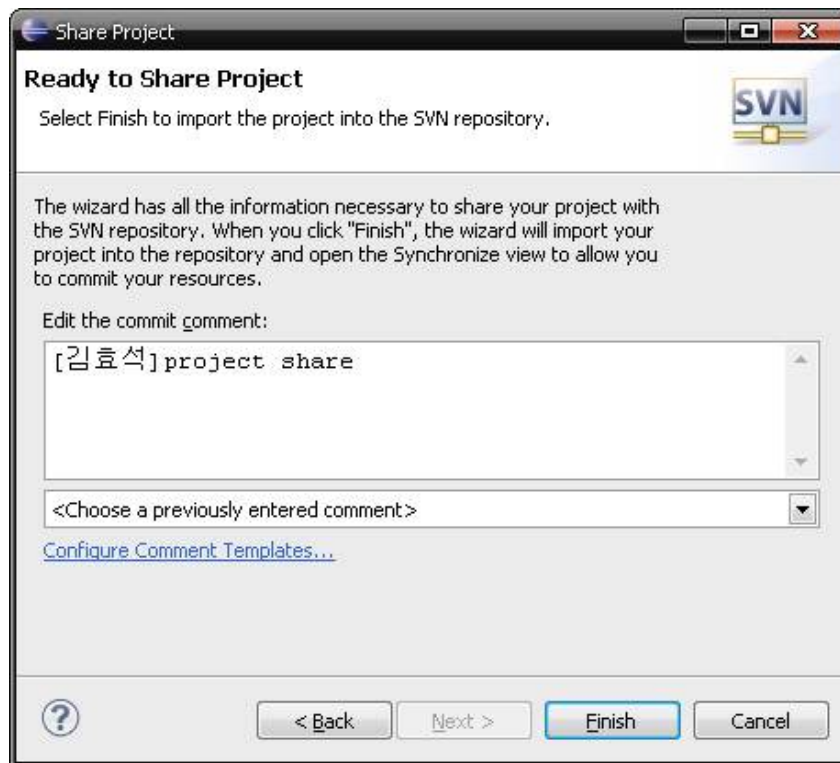 Share Project
Ready to Share Project
Select Finish to import the project into the SVN repository.
SVN
The wizard has all the information necessary to share your project with
the SVN repository. When you click "Finish", the wizard will import your
project into the repository and open the Synchronize view to allow you
to commit your resources.
Edit the commit comment:
[김효석]project share
<Choose a previously entered comment>
Configure Comment Templates...
?
< Back
Next >
Finish
Cancel